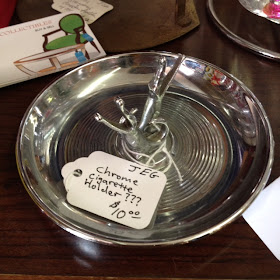 COLLECTIBLES
JEG
Chrome
Cigarette
Holder ???
$10.00